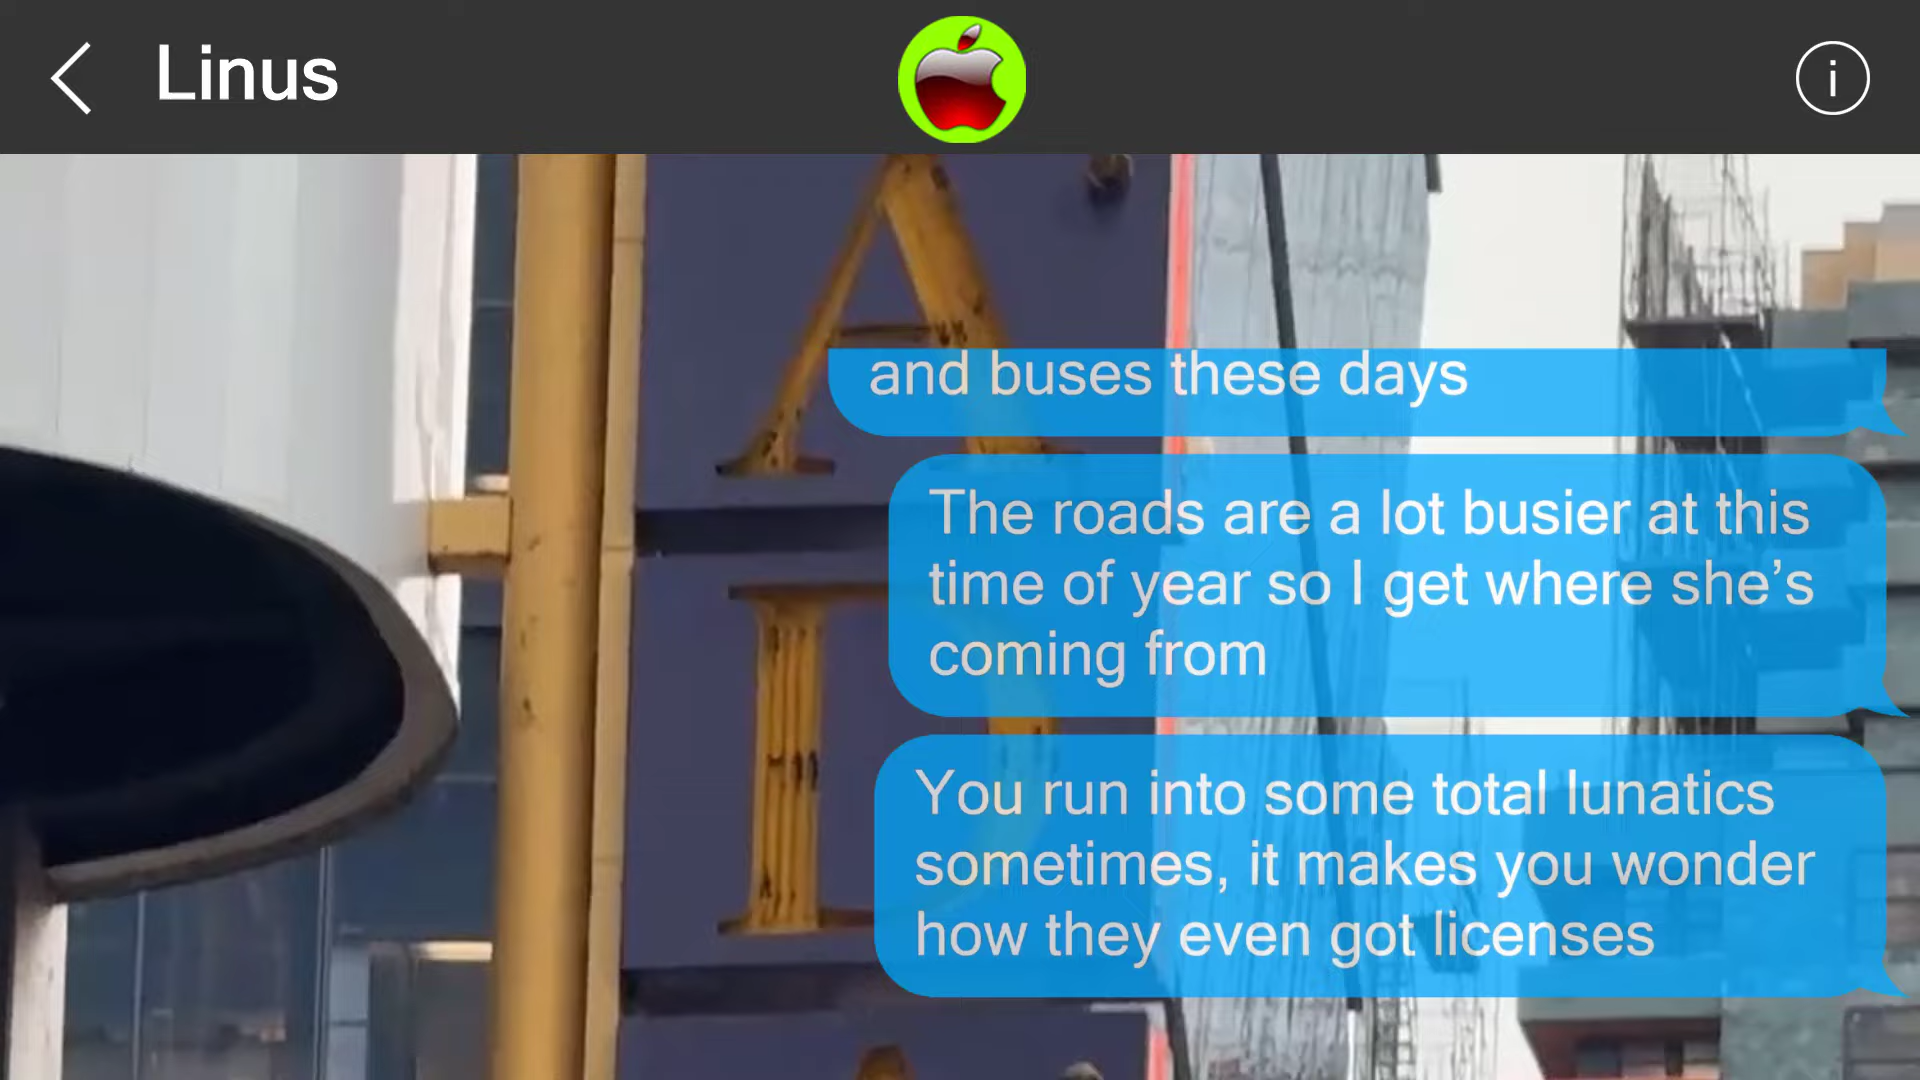 Linus
i
A
D
and buses these days
The roads are a lot busier at this
time of year so I get where she’s
coming from
You run into some total lunatics
sometimes, it makes you wonder
how they even got licenses